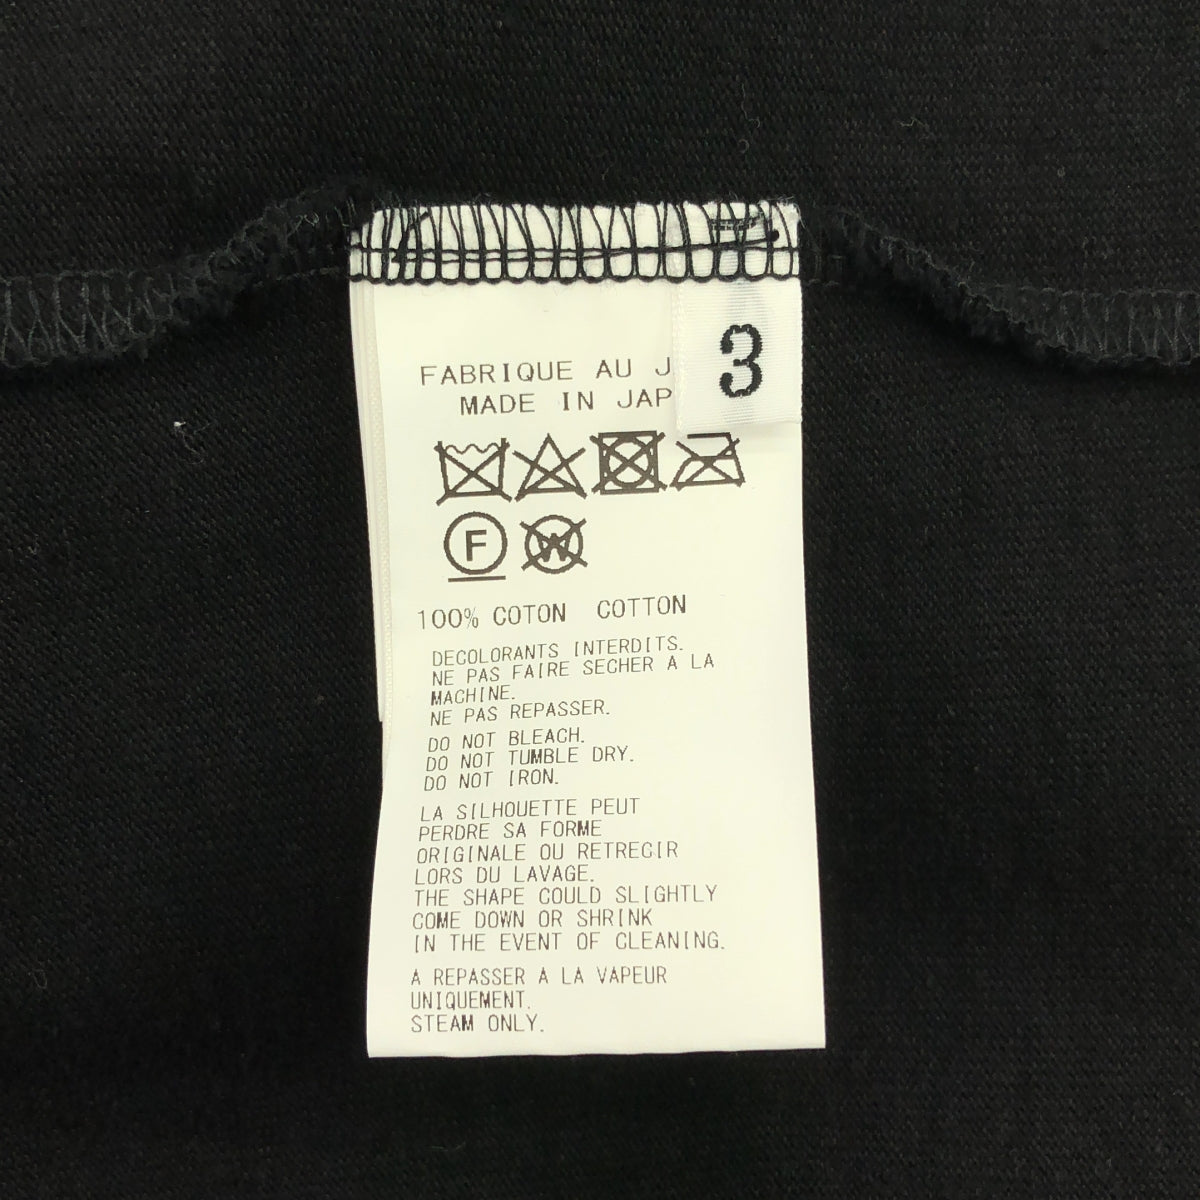 3
FABRIQUE AU J
MADE IN JAP
F W
100% COTON COTTON
DECOLORANTS INTERDITS.
NE PAS FAIRE SECHER A LA
MACHINE.
NE PAS REPASSER.
DO NOT BLEACH.
DO NOT TUMBLE DRY.
DO NOT IRON.
LA SILHOUETTE PEUT
PERDRE SA FORME
ORIGINALE OU RETRECIR
LORS DU LAVAGE.
THE SHAPE COULD SLIGHTLY
COME DOWN OR SHRINK
IN THE EVENT OF CLEANING.
A REPASSER A LA VAPEUR
UNIQUEMENT.
STEAM ONLY.